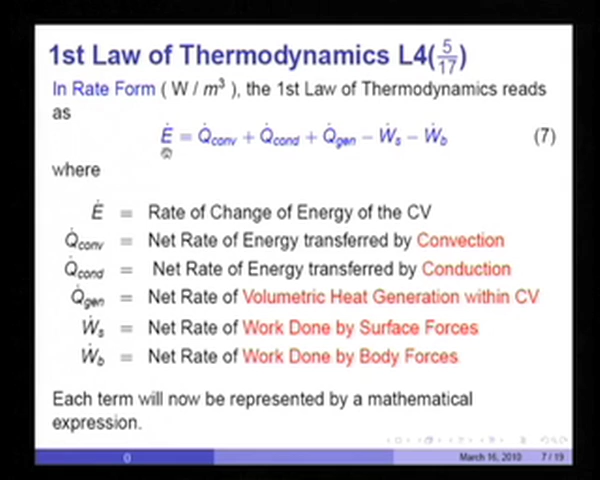 1st Law of Thermodynamics L4(5/17)
In Rate Form ( W / m³ ), the 1st Law of Thermodynamics reads
as
Ė = Q̇conv + Q̇cond + Q̇gen − Ẇs − Ẇb (7)
where
Ė = Rate of Change of Energy of the CV
Q̇conv = Net Rate of Energy transferred by Convection
Q̇cond = Net Rate of Energy transferred by Conduction
Q̇gen = Net Rate of Volumetric Heat Generation within CV
Ẇs = Net Rate of Work Done by Surface Forces
Ẇb = Net Rate of Work Done by Body Forces
Each term will now be represented by a mathematical
expression.
() March 16, 2010 7 / 19